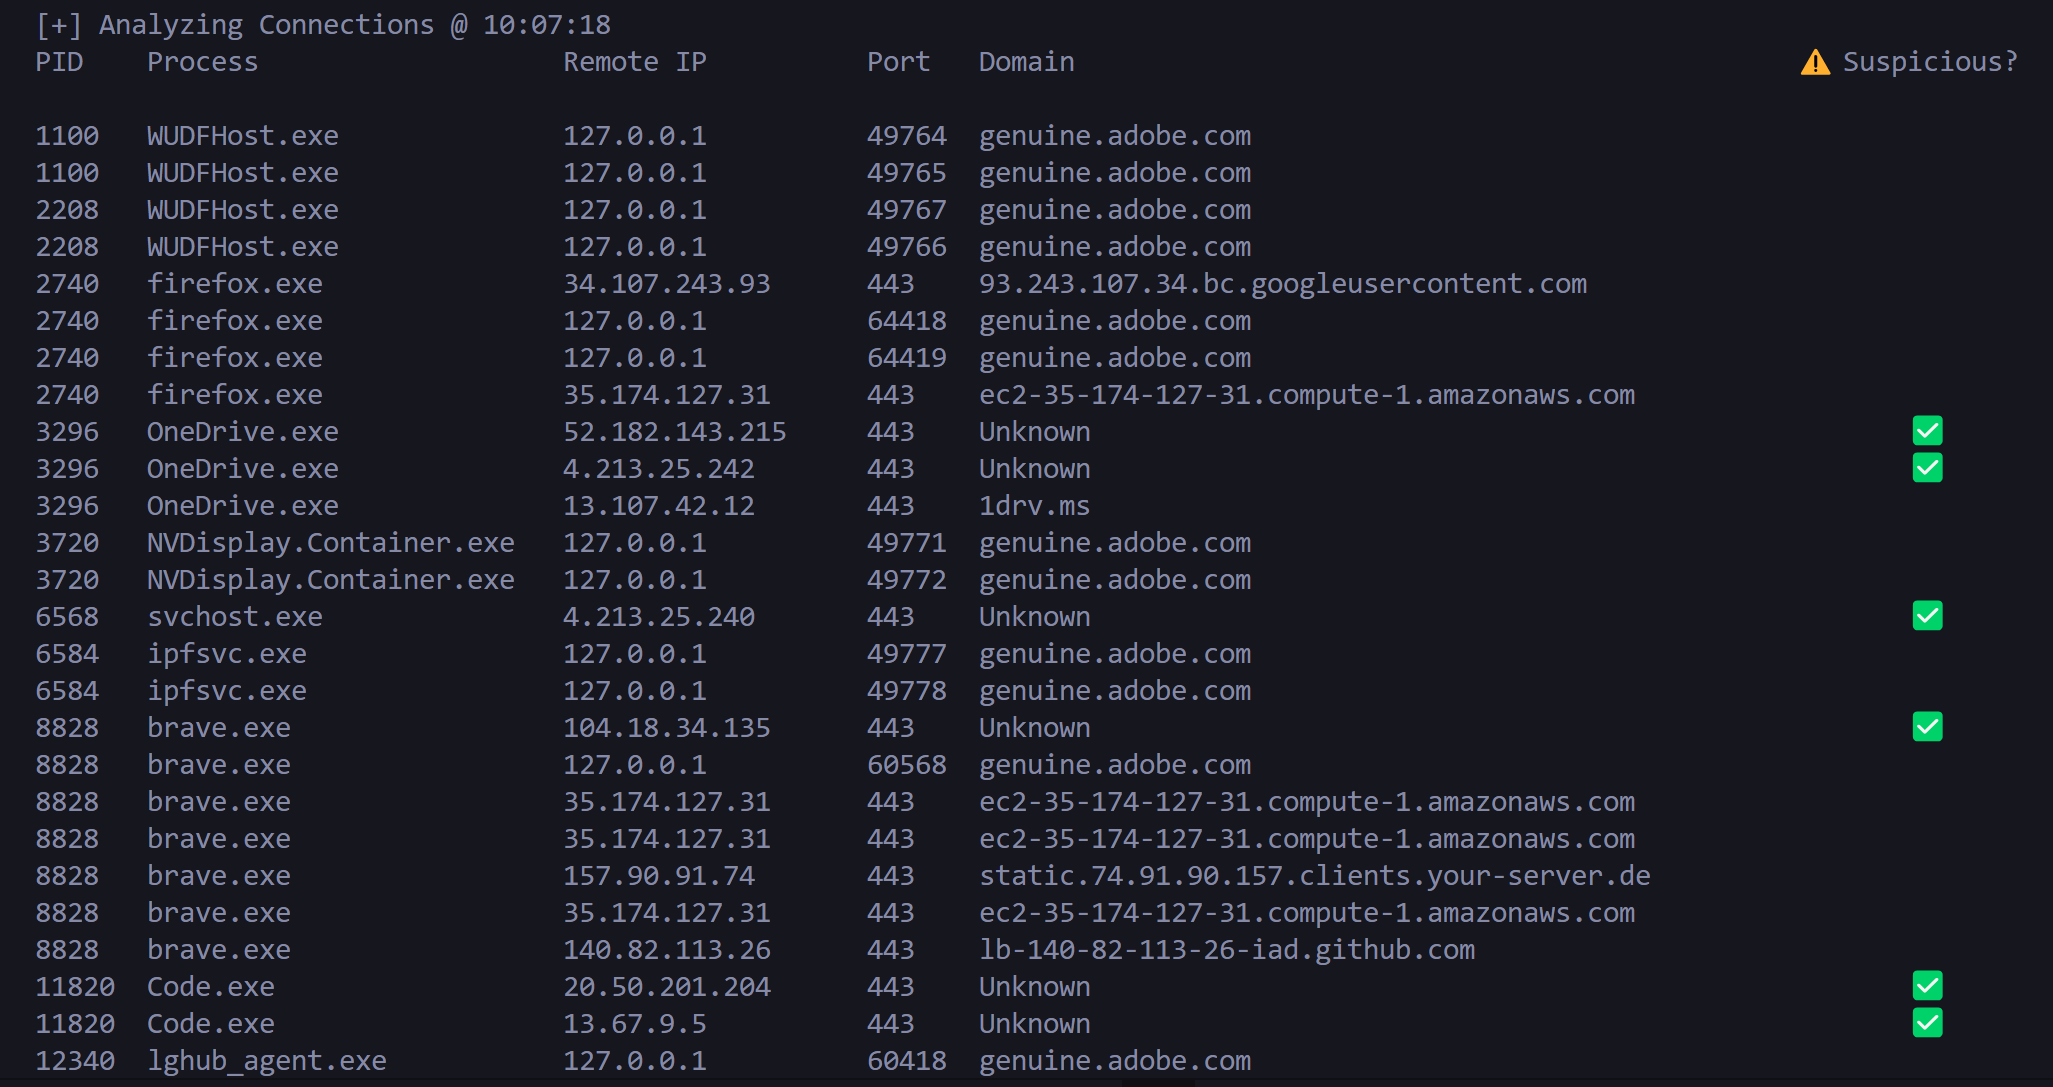 [+] Analyzing Connections @ 10:07:18
PID Process Remote IP Port Domain ⚠️ Suspicious?
1100 WUDFHost.exe 127.0.0.1 49764 genuine.adobe.com
1100 WUDFHost.exe 127.0.0.1 49765 genuine.adobe.com
2208 WUDFHost.exe 127.0.0.1 49767 genuine.adobe.com
2208 WUDFHost.exe 127.0.0.1 49766 genuine.adobe.com
2740 firefox.exe 34.107.243.93 443 93.243.107.34.bc.googleusercontent.com
2740 firefox.exe 127.0.0.1 64418 genuine.adobe.com
2740 firefox.exe 127.0.0.1 64419 genuine.adobe.com
2740 firefox.exe 35.174.127.31 443 ec2-35-174-127-31.compute-1.amazonaws.com
3296 OneDrive.exe 52.182.143.215 443 Unknown ✅
3296 OneDrive.exe 4.213.25.242 443 Unknown ✅
3296 OneDrive.exe 13.107.42.12 443 1drv.ms
3720 NVDisplay.Container.exe 127.0.0.1 49771 genuine.adobe.com
3720 NVDisplay.Container.exe 127.0.0.1 49772 genuine.adobe.com
6568 svchost.exe 4.213.25.240 443 Unknown ✅
6584 ipfsvc.exe 127.0.0.1 49777 genuine.adobe.com
6584 ipfsvc.exe 127.0.0.1 49778 genuine.adobe.com
8828 brave.exe 104.18.34.135 443 Unknown ✅
8828 brave.exe 127.0.0.1 60568 genuine.adobe.com
8828 brave.exe 35.174.127.31 443 ec2-35-174-127-31.compute-1.amazonaws.com
8828 brave.exe 35.174.127.31 443 ec2-35-174-127-31.compute-1.amazonaws.com
8828 brave.exe 157.90.91.74 443 static.74.91.90.157.clients.your-server.de
8828 brave.exe 35.174.127.31 443 ec2-35-174-127-31.compute-1.amazonaws.com
8828 brave.exe 140.82.113.26 443 lb-140-82-113-26-iad.github.com
11820 Code.exe 20.50.201.204 443 Unknown ✅
11820 Code.exe 13.67.9.5 443 Unknown ✅
12340 lghub_agent.exe 127.0.0.1 60418 genuine.adobe.com